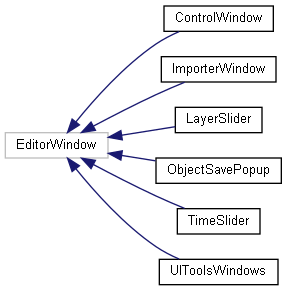 ControlWindow
ImporterWindow
LayerSlider
EditorWindow
ObjectSavePopup
TimeSlider
UIToolsWindows